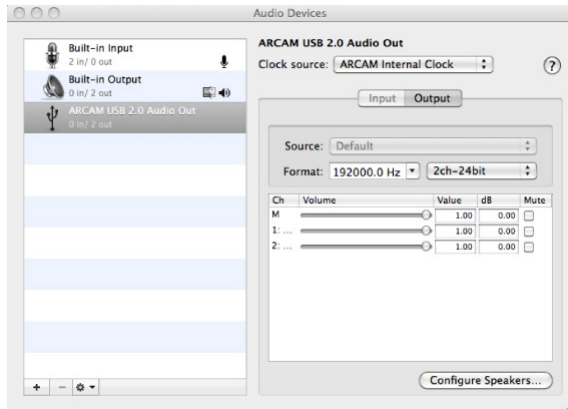 Audio Devices
Built-in Input
2 in/ 0 out
Built-in Output
0 in/ 2 out
ARCAM USB 2.0 Audio Out
0 in/ 2 out
ARCAM USB 2.0 Audio Out
Clock source: ARCAM Internal Clock ?
Input Output
Source: Default
Format: 192000.0 Hz 2ch-24bit
Ch Volume Value dB Mute
M 1.00 0.00
1: ... 1.00 0.00
2: ... 1.00 0.00
Configure Speakers...
+ −